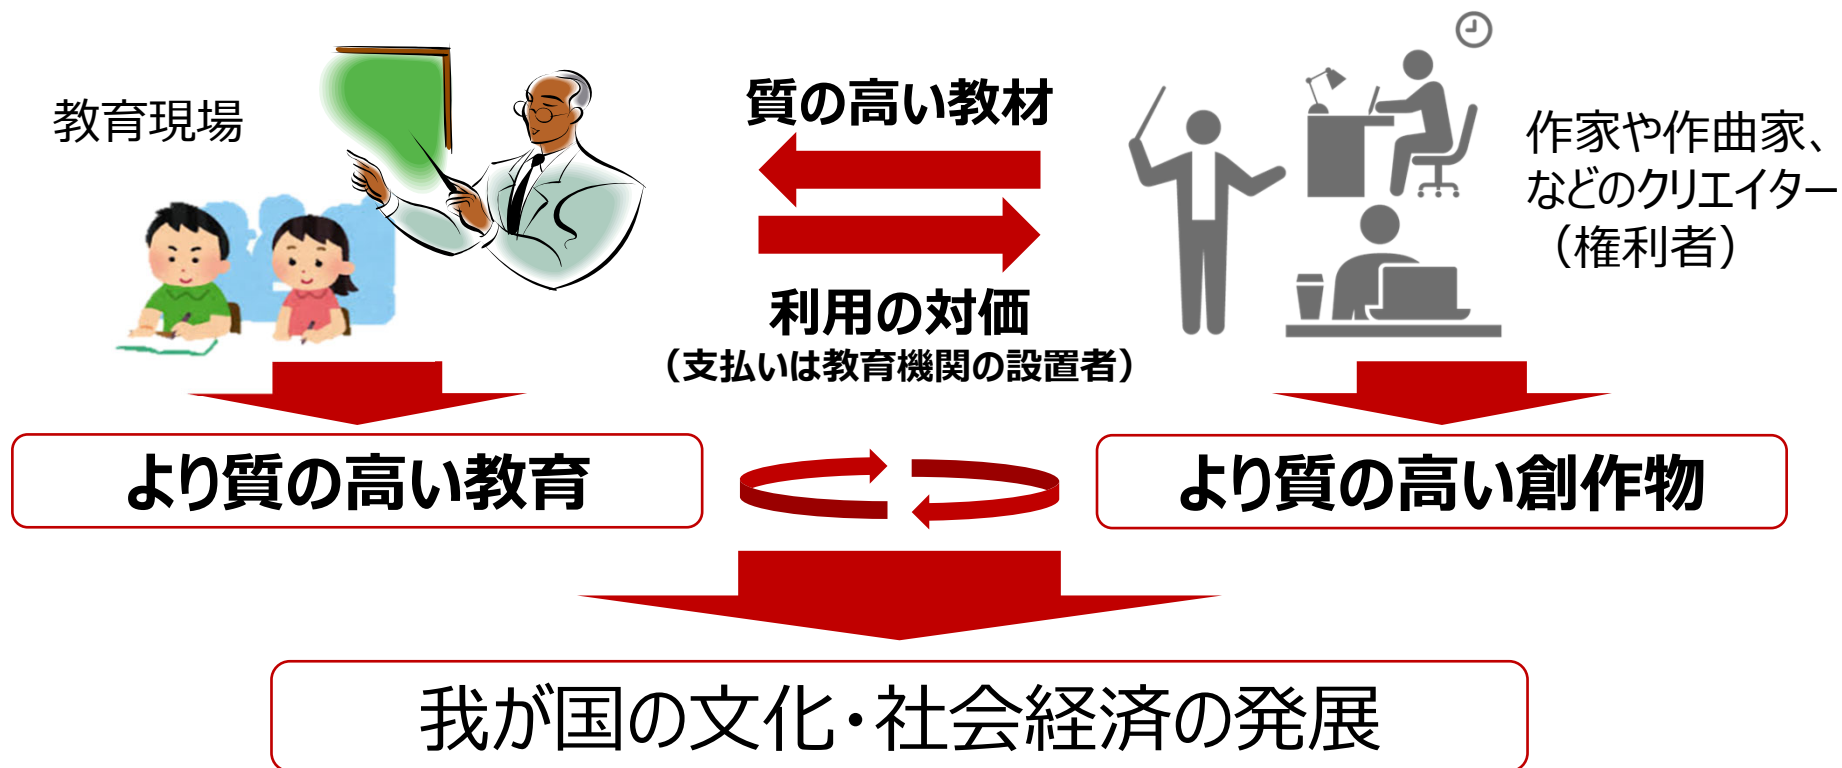 教育現場
質の高い教材
作家や作曲家、
などのクリエイター
（権利者）
利用の対価
（支払いは教育機関の設置者）
より質の高い教育
より質の高い創作物
我が国の文化・社会経済の発展